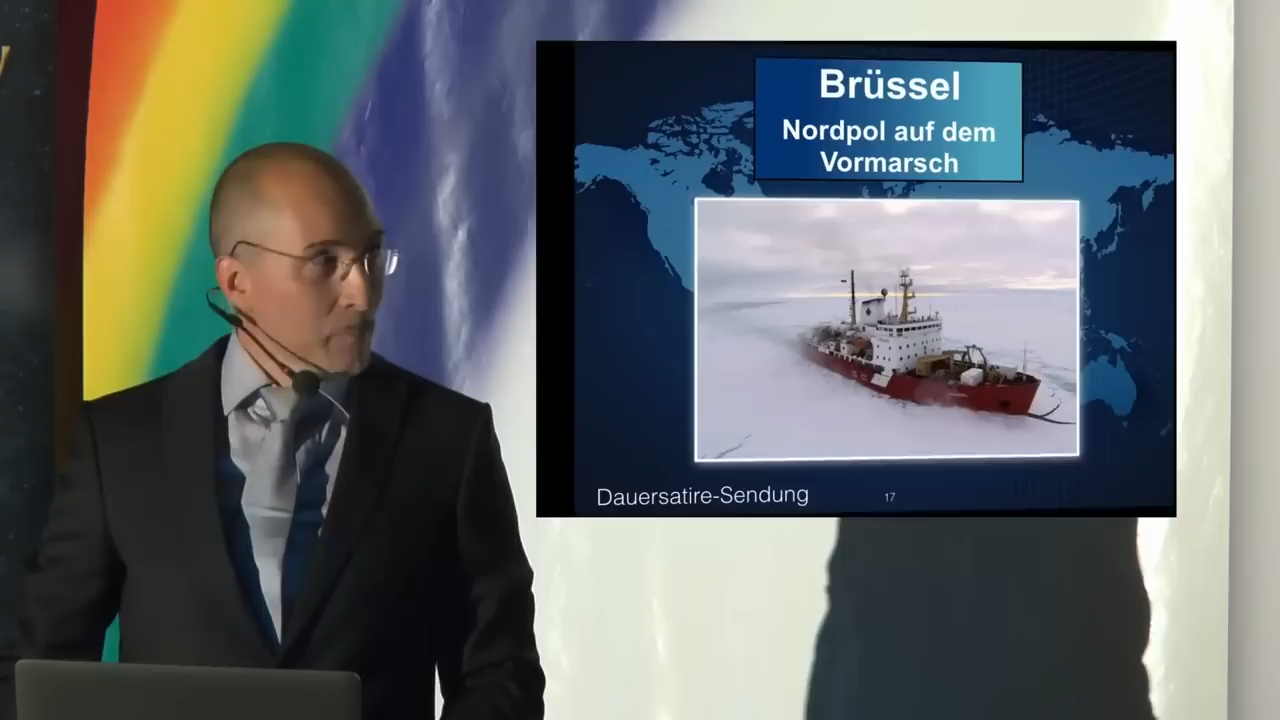 Brüssel
Nordpol auf dem
Vormarsch
Dauersatire-Sendung
17